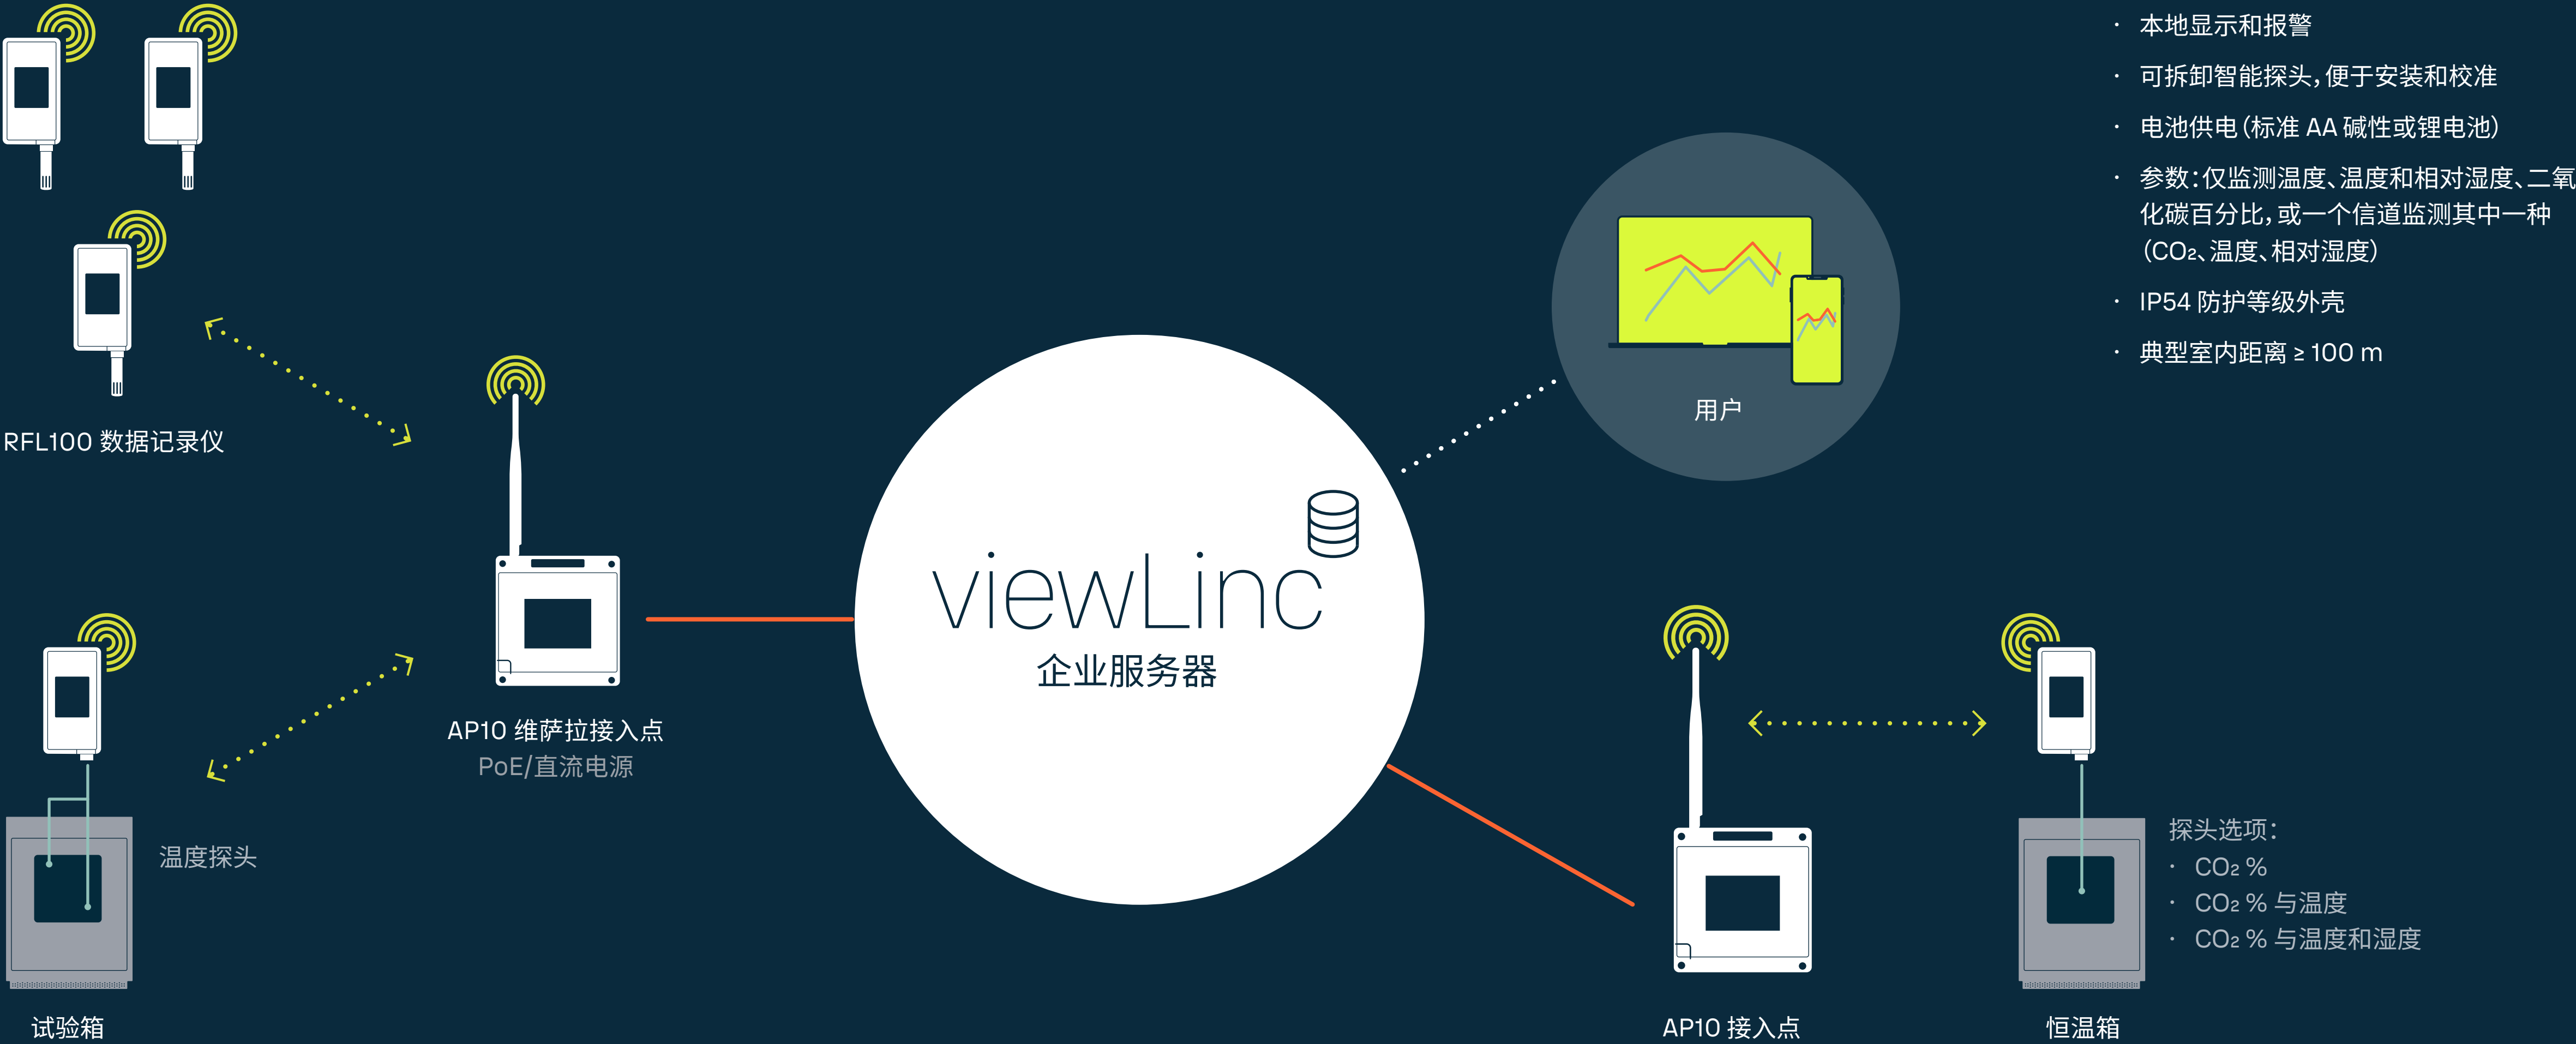 · 本地显示和报警
· 可拆卸智能探头，便于安装和校准
· 电池供电（标准 AA 碱性或锂电池）
· 参数：仅监测温度、温度和相对湿度、二氧
化碳百分比，或一个信道监测其中一种
（CO₂、温度、相对湿度）
· IP54 防护等级外壳
· 典型室内距离 ≥ 100 m
用户
RFL100 数据记录仪
viewLinc
企业服务器
AP10 维萨拉接入点
PoE/直流电源
温度探头
试验箱
AP10 接入点
探头选项：
· CO₂ %
· CO₂ % 与温度
· CO₂ % 与温度和湿度
恒温箱